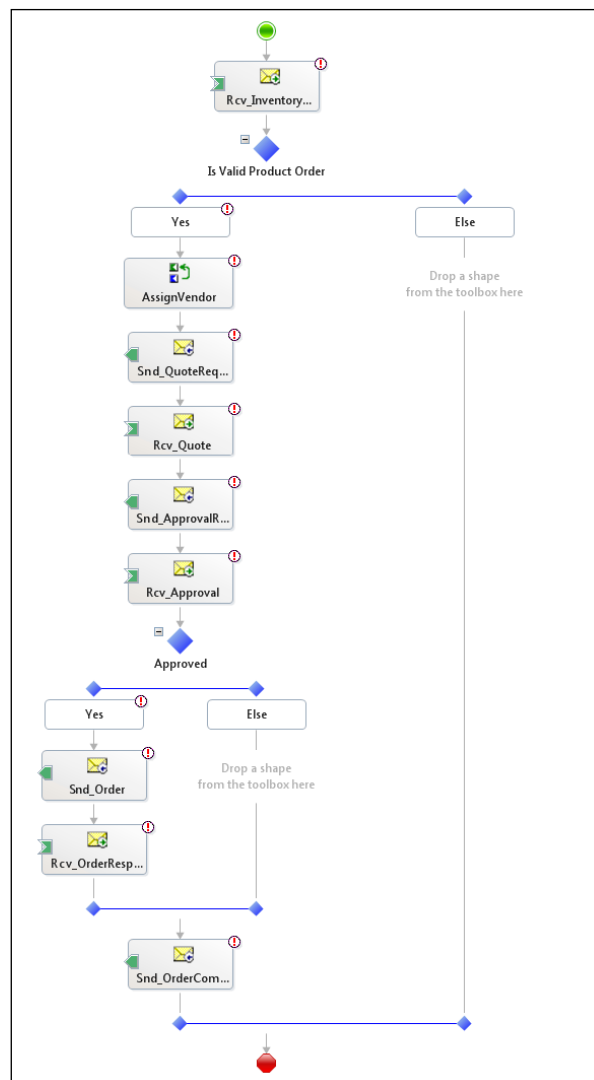 Rcv_Inventory...
Is Valid Product Order
Yes
Else
Drop a shape
from the toolbox here
AssignVendor
Snd_QuoteReq...
Rcv_Quote
Snd_ApprovalR...
Rcv_Approval
Approved
Yes
Else
Drop a shape
from the toolbox here
Snd_Order
Rcv_OrderResp...
Snd_OrderCom...